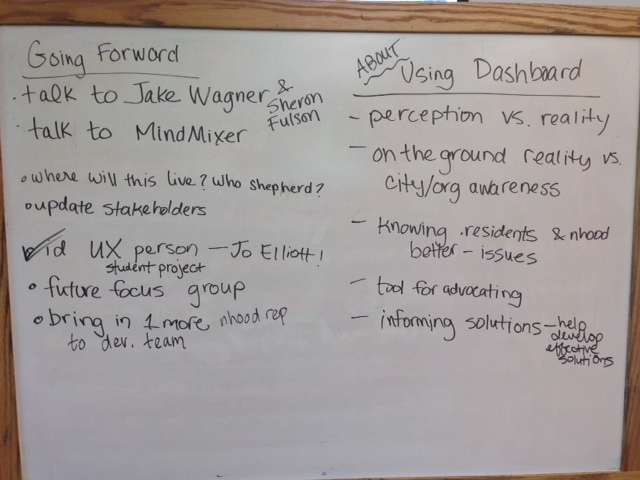 Going Forward
· talk to Jake Wagner &
Sheron
Fulson
· talk to MindMixer
• where will this live? Who shepherd?
• update stakeholders
✓ id UX person — Jo Elliott!
student project
• future focus group
• bring in 1 more nhood rep
to dev. team
ABOUT
Using Dashboard
– perception vs. reality
– on the ground reality vs.
city/org awareness
– knowing residents & nhood
better – issues
– tool for advocating
– informing solutions – help
develop
effective
solutions